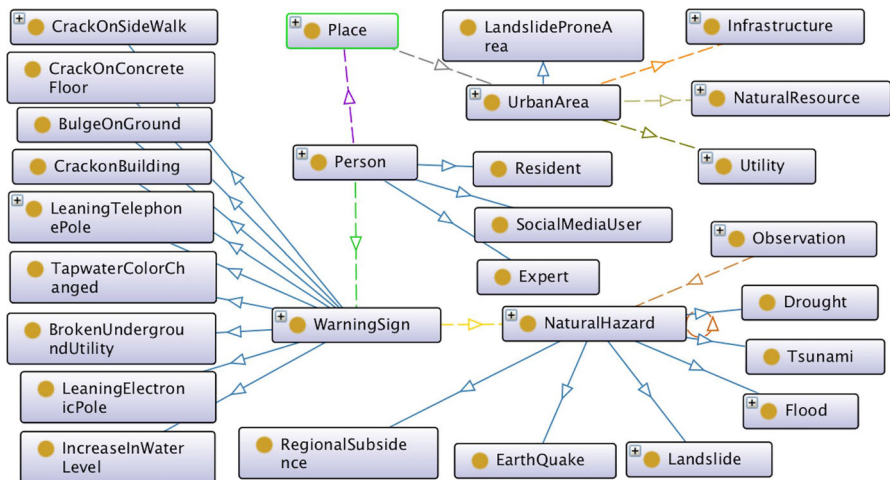 CrackOnSideWalk
CrackOnConcrete
Floor
BulgeOnGround
CrackonBuilding
LeaningTelephon
ePole
TapwaterColorCh
anged
BrokenUndergrou
ndUtility
LeaningElectron
icPole
IncreaseInWater
Level
Place
LandslideProneA
rea
Infrastructure
UrbanArea
NaturalResource
Utility
Person
Resident
SocialMediaUser
Expert
Observation
WarningSign
NaturalHazard
Drought
Tsunami
Flood
RegionalSubside
nce
EarthQuake
Landslide